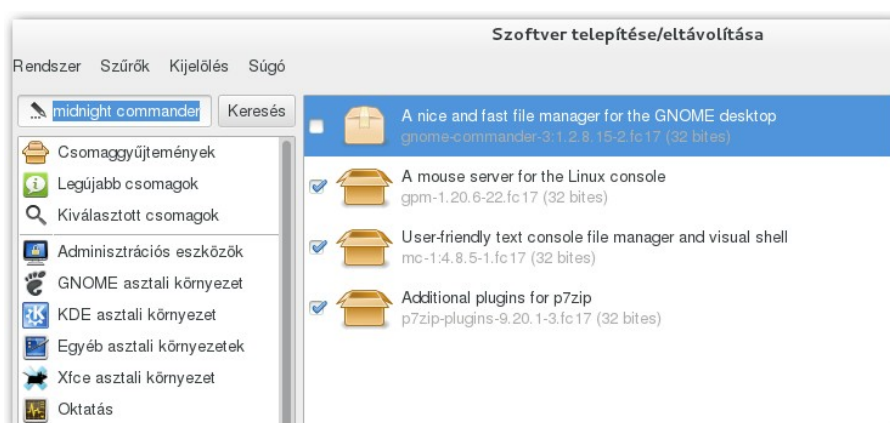 Szoftver telepítése/eltávolítása
Rendszer Szűrők Kijelölés Súgó
midnight commander Keresés
Csomaggyűjtemények
Legújabb csomagok
Kiválasztott csomagok
Adminisztrációs eszközök
GNOME asztali környezet
KDE asztali környezet
Egyéb asztali környezetek
Xfce asztali környezet
Oktatás
A nice and fast file manager for the GNOME desktop
gnome-commander-3:1.2.8.15-2.fc17 (32 bites)
A mouse server for the Linux console
gpm-1.20.6-22.fc17 (32 bites)
User-friendly text console file manager and visual shell
mc-1:4.8.5-1.fc17 (32 bites)
Additional plugins for p7zip
p7zip-plugins-9.20.1-3.fc17 (32 bites)